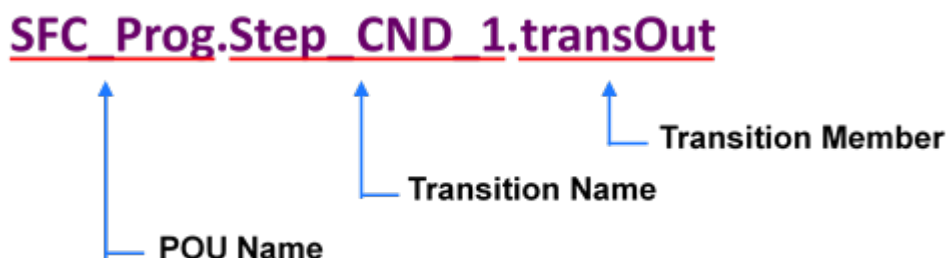 SFC_Prog.Step_CND_1.transOut
Transition Member
Transition Name
POU Name